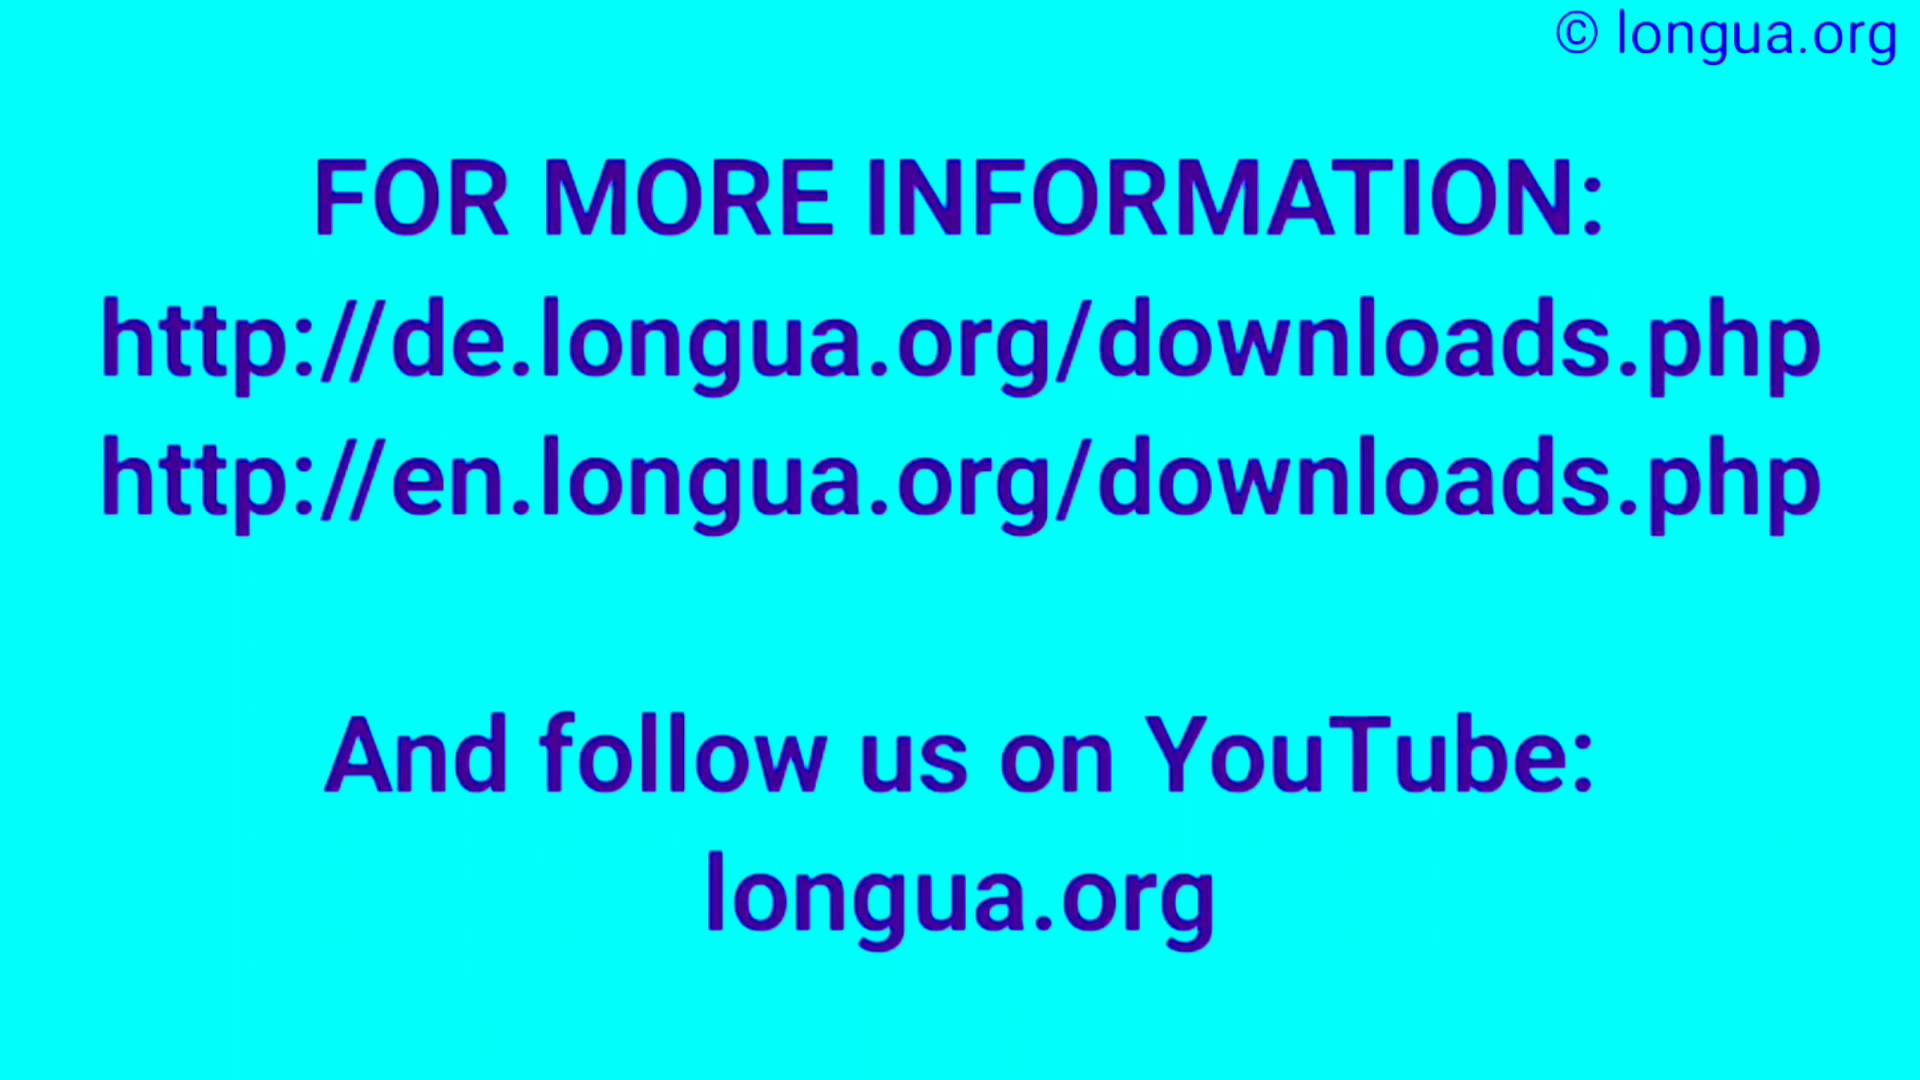 © longua.org
FOR MORE INFORMATION:
http://de.longua.org/downloads.php
http://en.longua.org/downloads.php
And follow us on YouTube:
longua.org